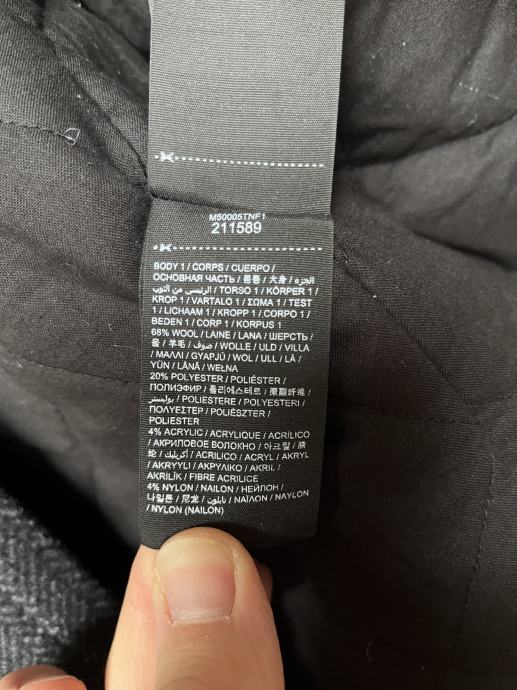 M50005TNF1
211589
BODY 1 / CORPS / CUERPO /
ОСНОВНАЯ ЧАСТЬ / 몸통 / 大身 / الجزء
الرئيسي من الثوب / TORSO 1 / KÖRPER 1 /
KROP 1 / VARTALO 1 / ΣΩΜΑ 1 / TEST
1 / LICHAAM 1 / KROPP 1 / CORPO 1 /
BEDEN 1 / CORP 1 / KORPUS 1
WOOL / LAINE / LANA / ШЕРСТЬ /
울 / 羊毛 / صوف / WOLLE / ULD / VILLA
/ ΜΑΛΛΙ / GYAPJÚ / WOL / ULL / LÃ /
YÜN / LÂNĂ / WEŁNA
20% POLYESTER / POLIÉSTER /
ПОЛИЭФИР / 폴리에스테르 / 聚酯纤维
/ بوليستر / POLIESTERE / POLYESTERI /
ΠΟΛΥΕΣΤΕΡ / POLIÉSZTER /
POLIESTER
4% ACRYLIC / ACRYLIQUE / ACRÍLICO
/ АКРИЛОВОЕ ВОЛОКНО / 아크릴 / 腈
纶 / أكريليك / ACRILICO / ACRYL / AKRYL
/ AKRYYLI / ΑΚΡΥΛΙΚΟ / AKRIL /
AKRİLİK / FIBRE ACRILICE
4% NYLON / NAILON / НЕЙЛОН /
나일론 / 尼龙 / نايلون / ΝΑΪΛΟΝ / NAYLON
/ NYLON (NAILON)